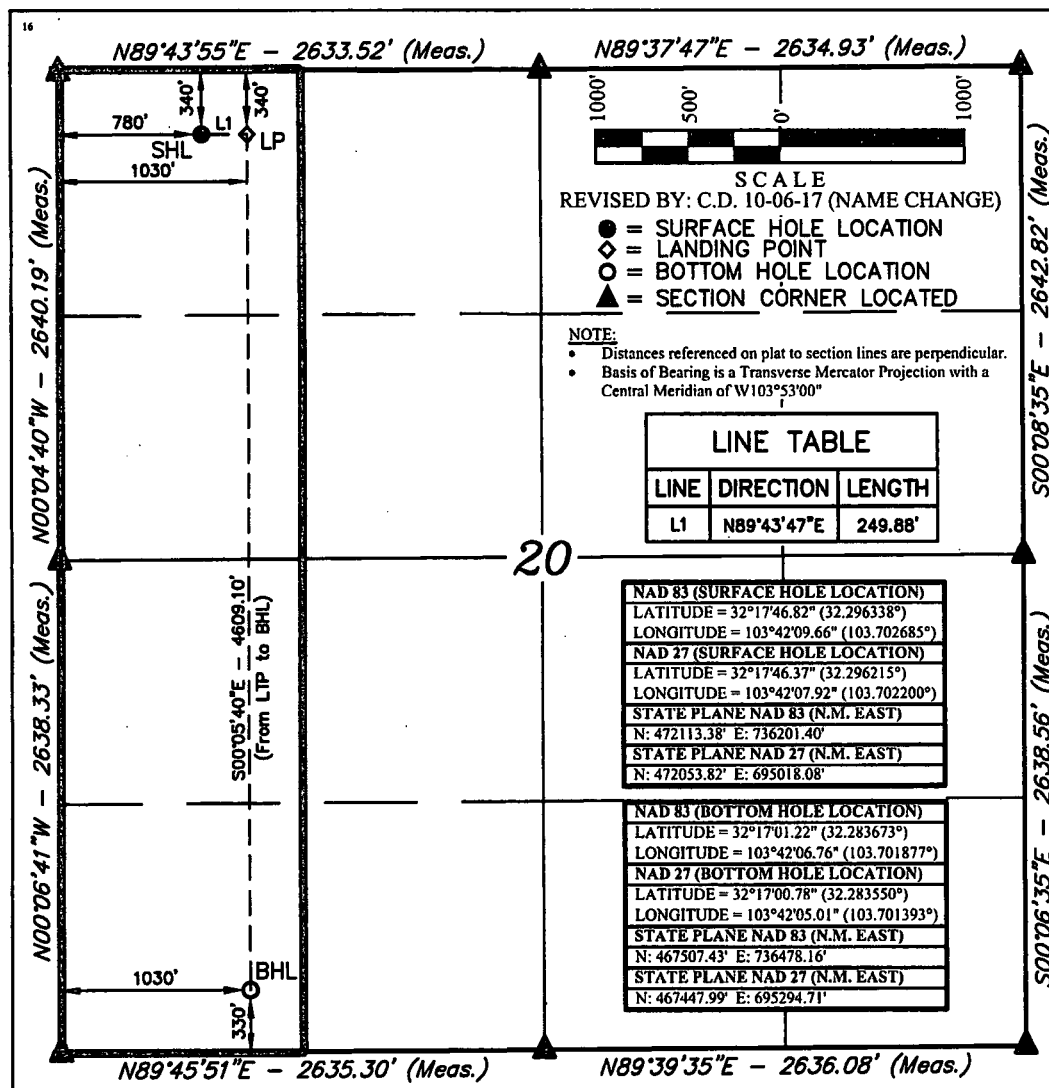 16
N89°43'55"E - 2633.52' (Meas.)
N89°37'47"E - 2634.93' (Meas.)
340'
340'
780'
L1
SHL
LP
1030'
1000'
500'
0'
1000'
SCALE
REVISED BY: C.D. 10-06-17 (NAME CHANGE)
● = SURFACE HOLE LOCATION
◇ = LANDING POINT
○ = BOTTOM HOLE LOCATION
▲ = SECTION CORNER LOCATED
NOTE:
• Distances referenced on plat to section lines are perpendicular.
• Basis of Bearing is a Transverse Mercator Projection with a
Central Meridian of W103°53'00"
N00°04'40"W - 2640.19' (Meas.)
S00°08'35"E - 2642.82' (Meas.)
LINE TABLE
LINE DIRECTION LENGTH
L1 N89°43'47"E 249.88'
20
S00°05'40"E - 4609.10'
(From LTP to BHL)
NAD 83 (SURFACE HOLE LOCATION)
LATITUDE = 32°17'46.82" (32.296338°)
LONGITUDE = 103°42'09.66" (103.702685°)
NAD 27 (SURFACE HOLE LOCATION)
LATITUDE = 32°17'46.37" (32.296215°)
LONGITUDE = 103°42'07.92" (103.702200°)
STATE PLANE NAD 83 (N.M. EAST)
N: 472113.38' E: 736201.40'
STATE PLANE NAD 27 (N.M. EAST)
N: 472053.82' E: 695018.08'
NAD 83 (BOTTOM HOLE LOCATION)
LATITUDE = 32°17'01.22" (32.283673°)
LONGITUDE = 103°42'06.76" (103.701877°)
NAD 27 (BOTTOM HOLE LOCATION)
LATITUDE = 32°17'00.78" (32.283550°)
LONGITUDE = 103°42'05.01" (103.701393°)
STATE PLANE NAD 83 (N.M. EAST)
N: 467507.43' E: 736478.16'
STATE PLANE NAD 27 (N.M. EAST)
N: 467447.99' E: 695294.71'
N00°06'41"W - 2638.33' (Meas.)
S00°06'35"E - 2638.56' (Meas.)
1030'
BHL
330'
N89°45'51"E - 2635.30' (Meas.)
N89°39'35"E - 2636.08' (Meas.)